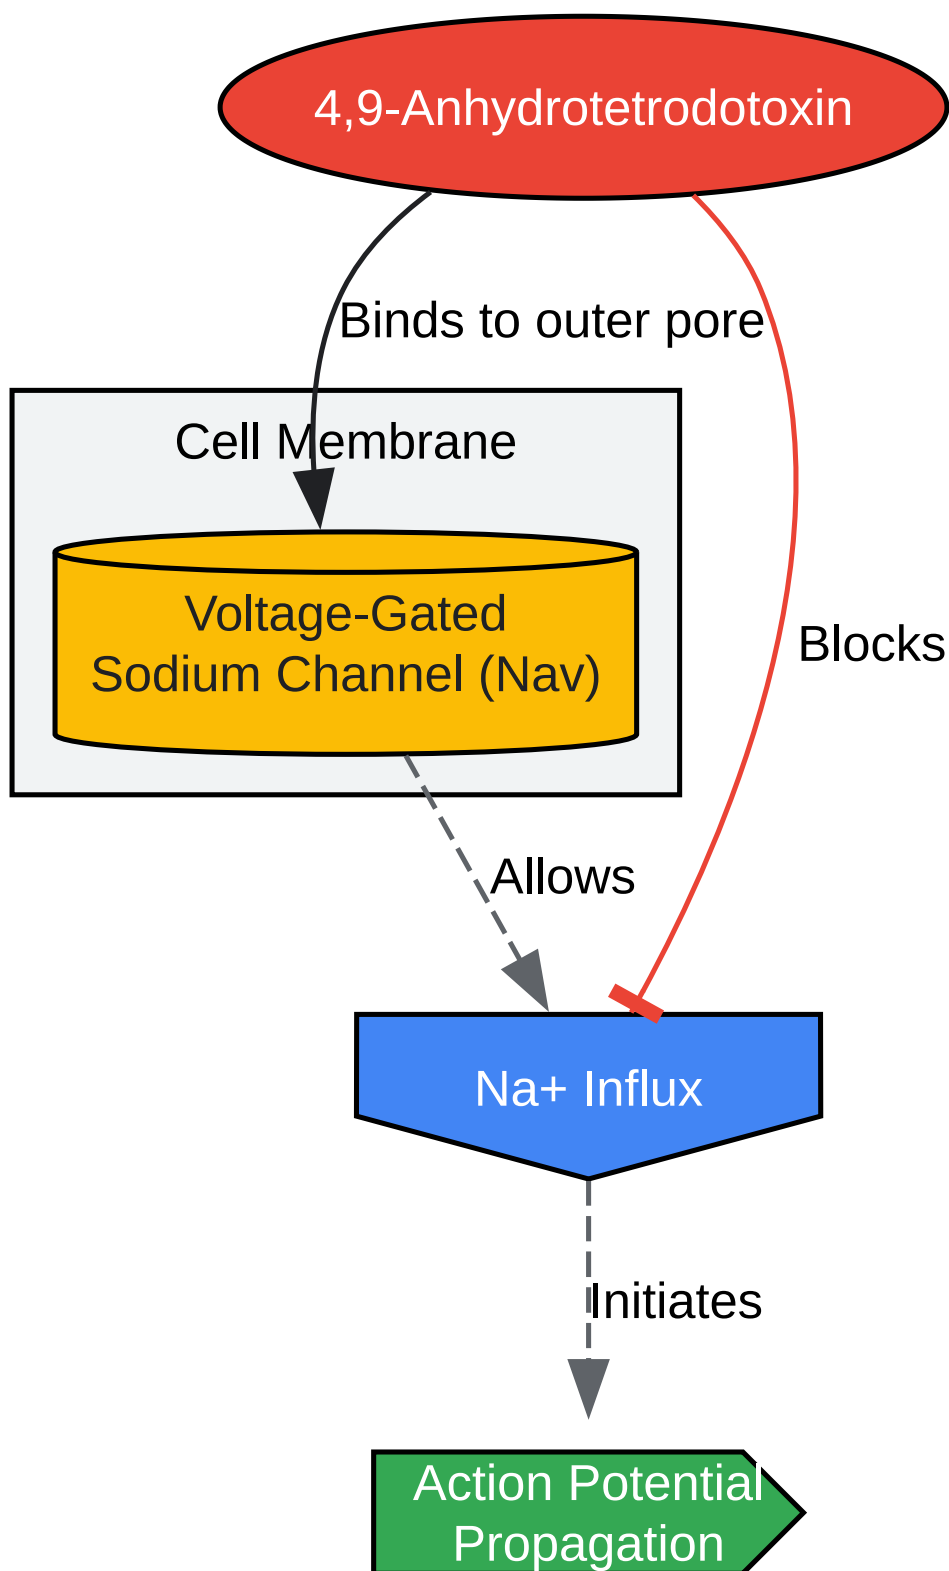 4,9-Anhydrotetrodotoxin
Binds to outer pore
Cell Membrane
Voltage-Gated
Sodium Channel (Nav)
Blocks
Allows
Na+ Influx
Initiates
Action Potential
Propagation